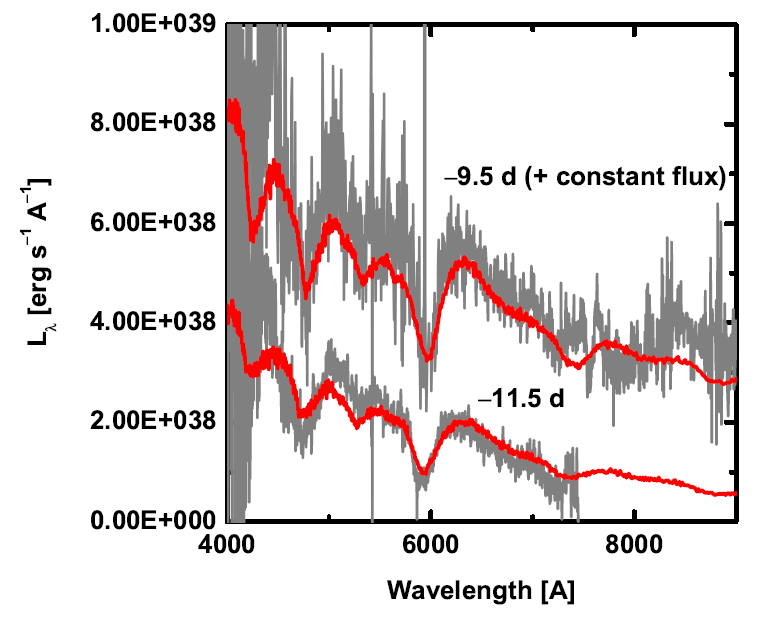 1.00E+039
8.00E+038
−9.5 d (+ constant flux)
6.00E+038
Lλ [erg s⁻¹ A⁻¹]
4.00E+038
−11.5 d
2.00E+038
0.00E+000
4000 6000 8000
Wavelength [A]